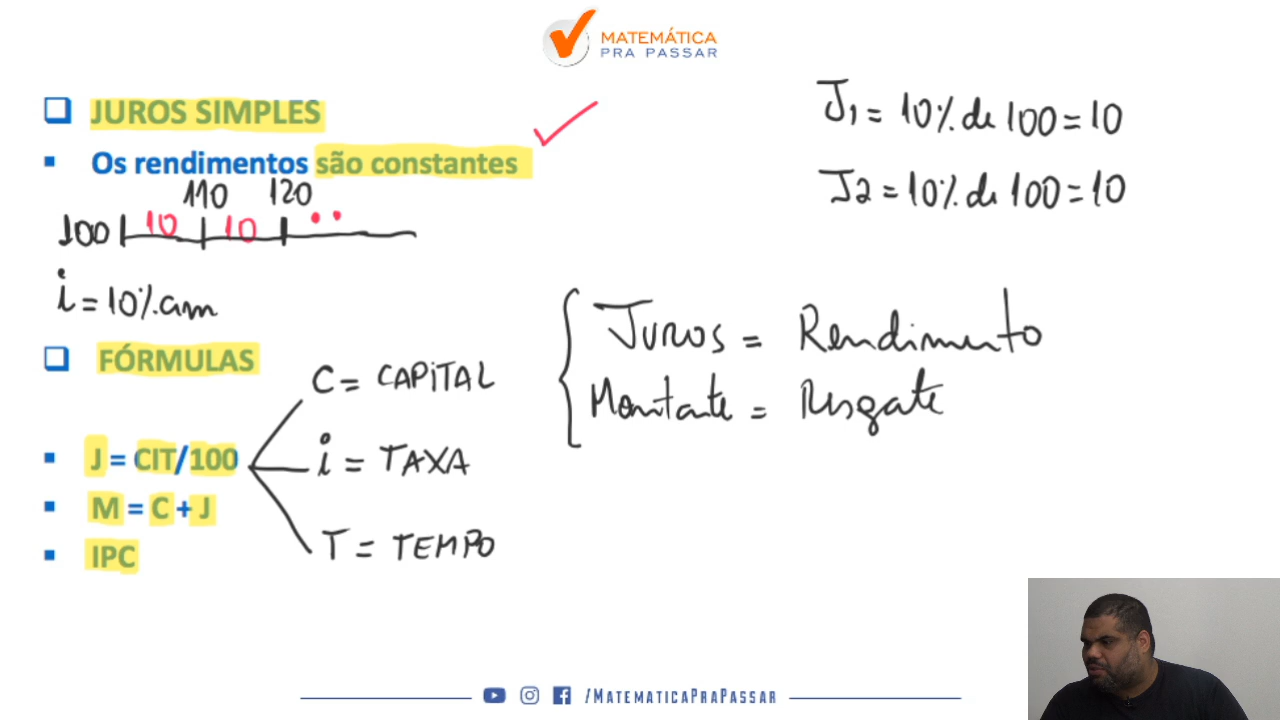 MATEMÁTICA
PRA PASSAR
JUROS SIMPLES
Os rendimentos são constantes
110 120
100 10 10
i = 10% am
J1 = 10% de 100 = 10
J2 = 10% de 100 = 10
Juros = Rendimento
Montante = Resgate
FÓRMULAS
C = CAPITAL
J = CIT/100
i = TAXA
M = C + J
T = TEMPO
IPC
/MATEMATICAPRAPASSAR